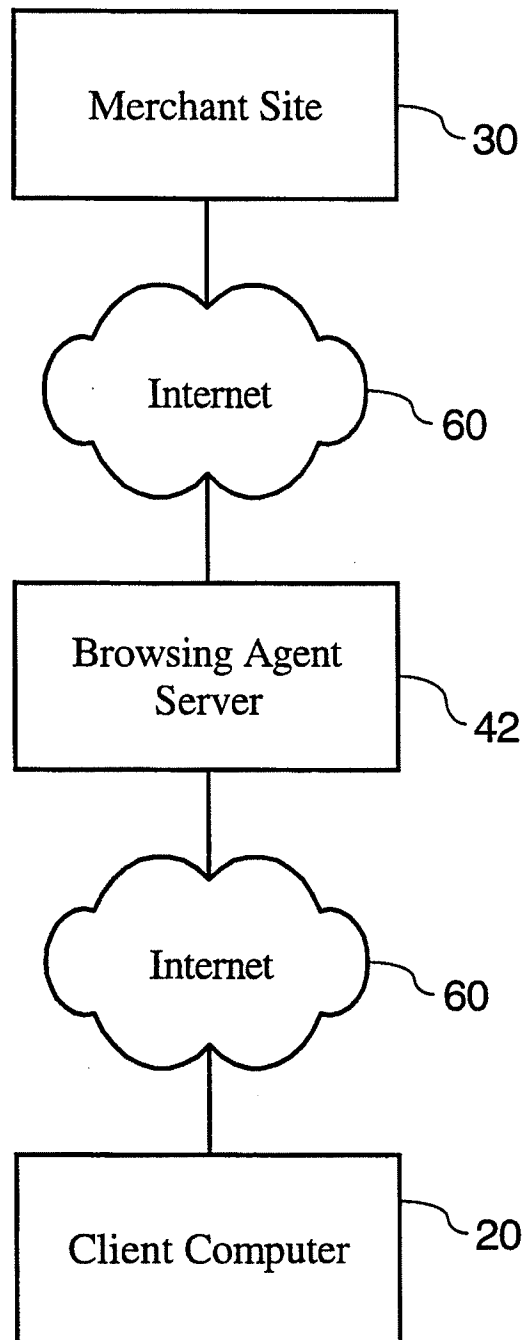 Merchant Site
30
Internet
60
Browsing Agent
Server
42
Internet
60
Client Computer
20